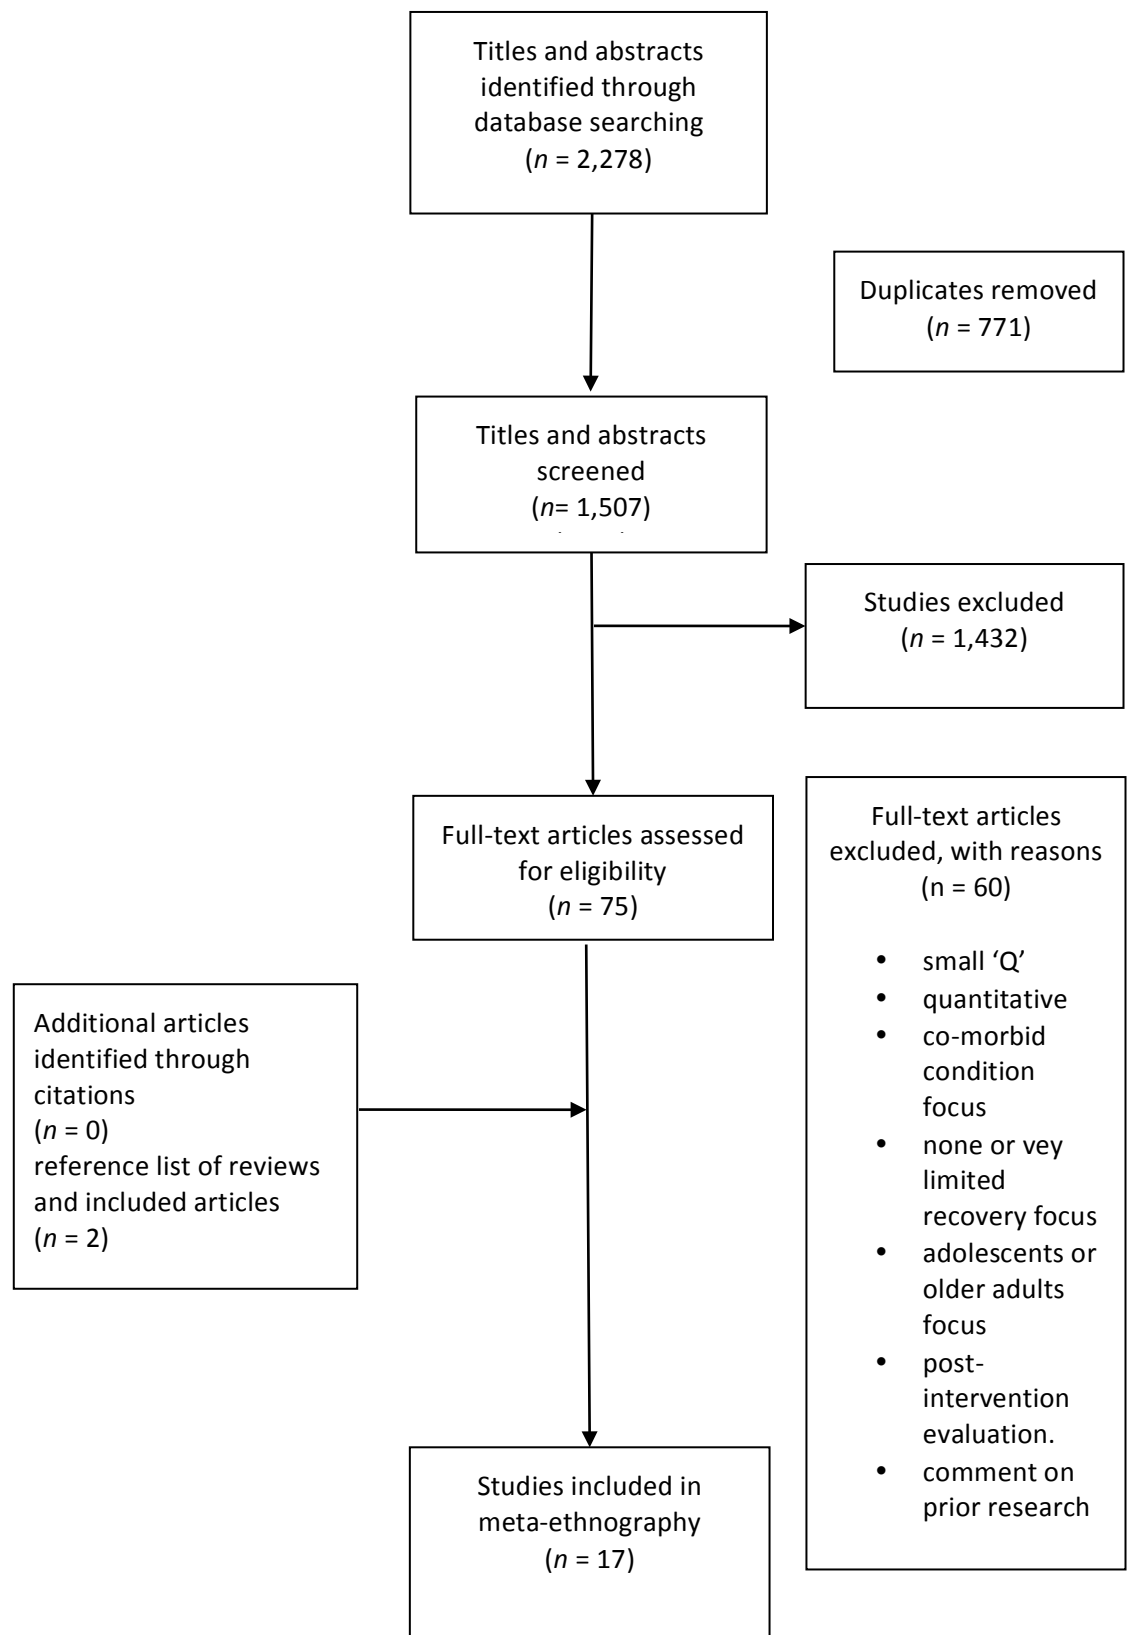 Titles and abstracts
identified through
database searching
(n = 2,278)
Duplicates removed
(n = 771)
Titles and abstracts
screened
(n= 1,507)
Studies excluded
(n = 1,432)
Full-text articles assessed
for eligibility
(n = 75)
Full-text articles
excluded, with reasons
(n = 60)
• small ‘Q’
• quantitative
• co-morbid
condition
focus
• none or vey
limited
recovery focus
• adolescents or
older adults
focus
• post-
intervention
evaluation.
• comment on
prior research
Additional articles
identified through
citations
(n = 0)
reference list of reviews
and included articles
(n = 2)
Studies included in
meta-ethnography
(n = 17)